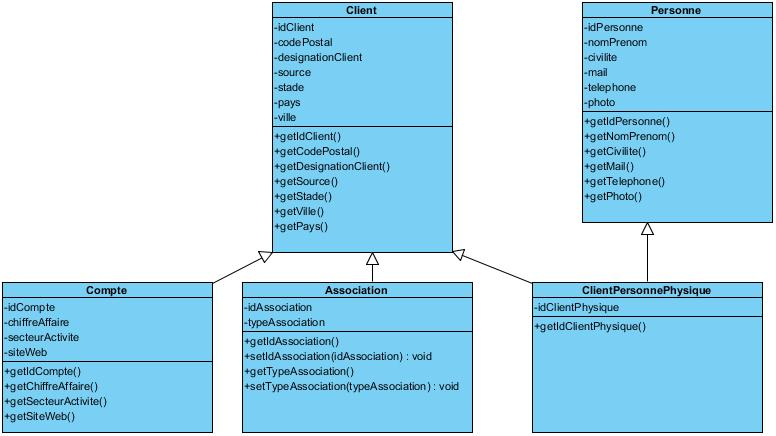 Client
-idClient
-codePostal
-designationClient
-source
-stade
-pays
-ville
+getIdClient()
+getCodePostal()
+getDesignationClient()
+getSource()
+getStade()
+getVille()
+getPays()
Personne
-idPersonne
-nomPrenom
-civilite
-mail
-telephone
-photo
+getIdPersonne()
+getNomPrenom()
+getCivilite()
+getMail()
+getTelephone()
+getPhoto()
Compte
-idCompte
-chiffreAffaire
-secteurActivite
-siteWeb
+getIdCompte()
+getChiffreAffaire()
+getSecteurActivite()
+getSiteWeb()
Association
-idAssociation
-typeAssociation
+getIdAssociation()
+setIdAssociation(idAssociation) : void
+getTypeAssociation()
+setTypeAssociation(typeAssociation) : void
ClientPersonnePhysique
-idClientPhysique
+getIdClientPhysique()